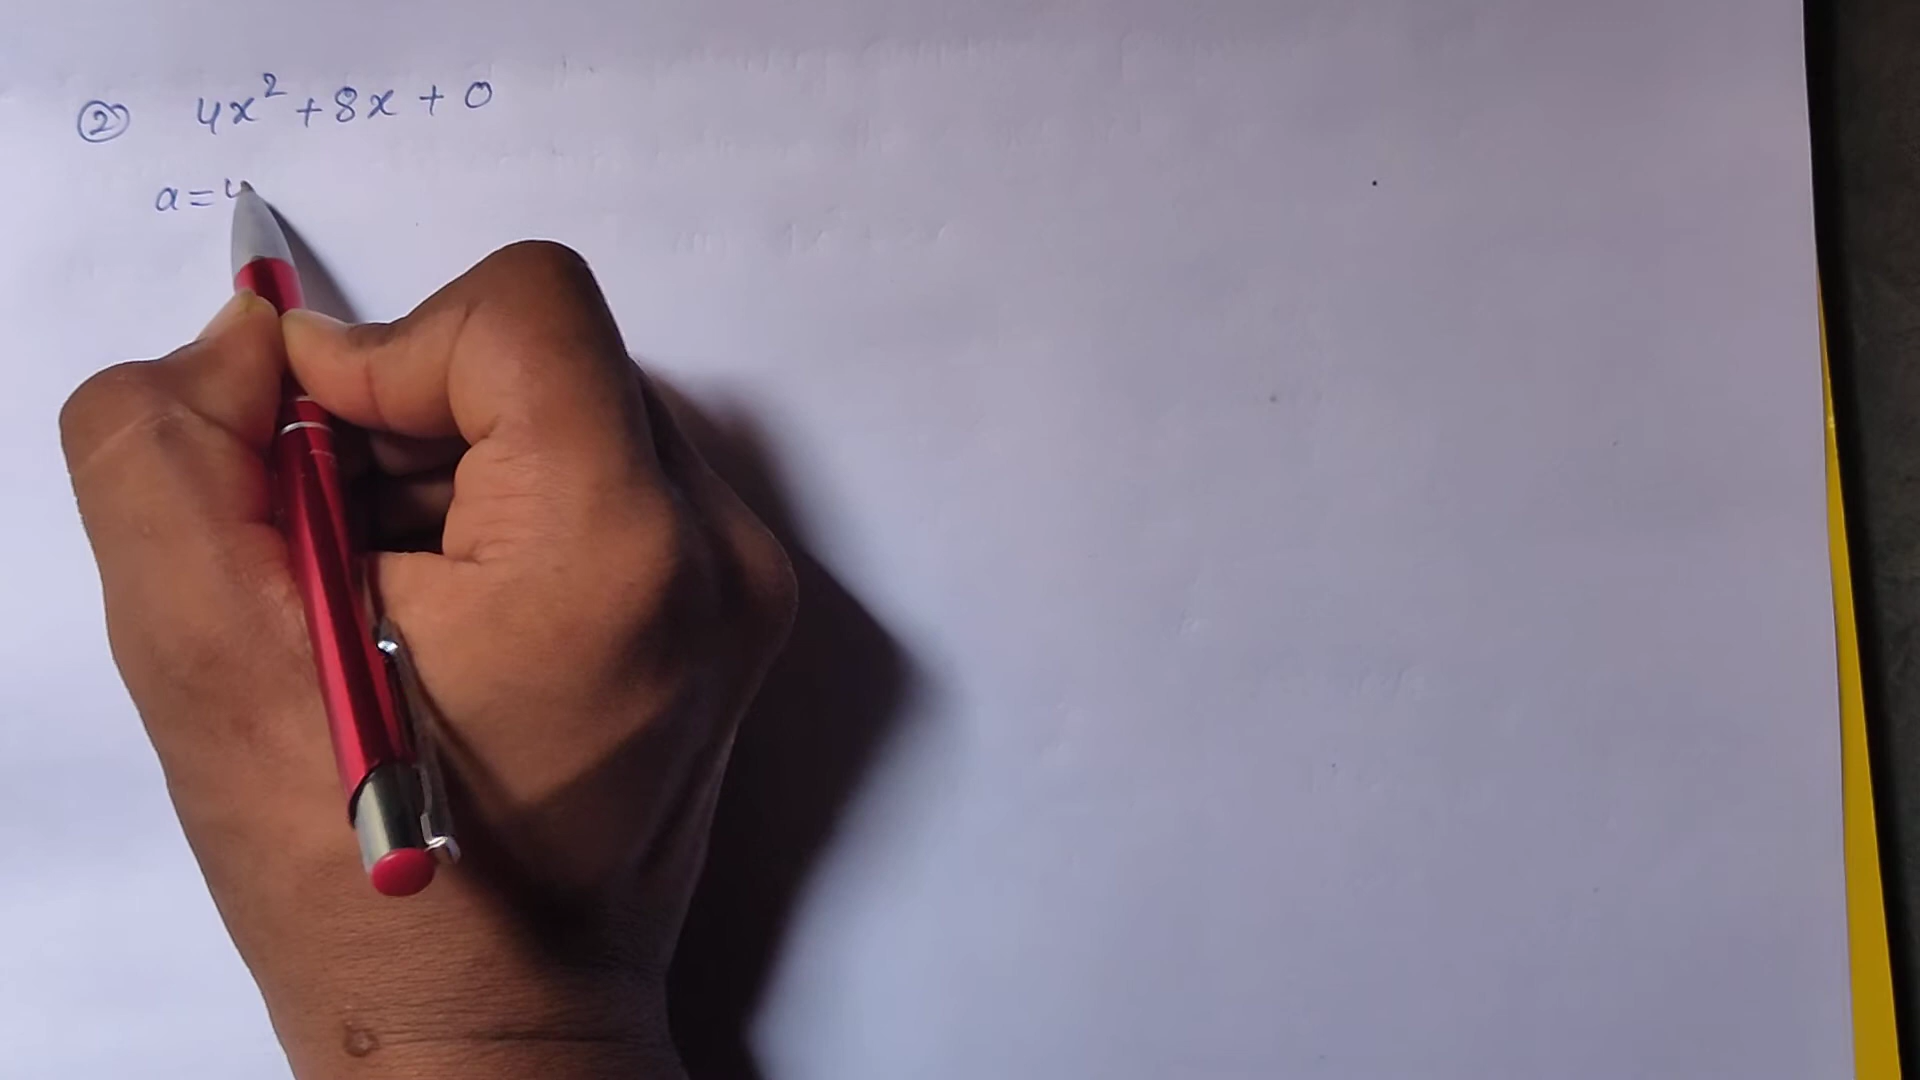 ② 4x² + 8x + 0
a = 4